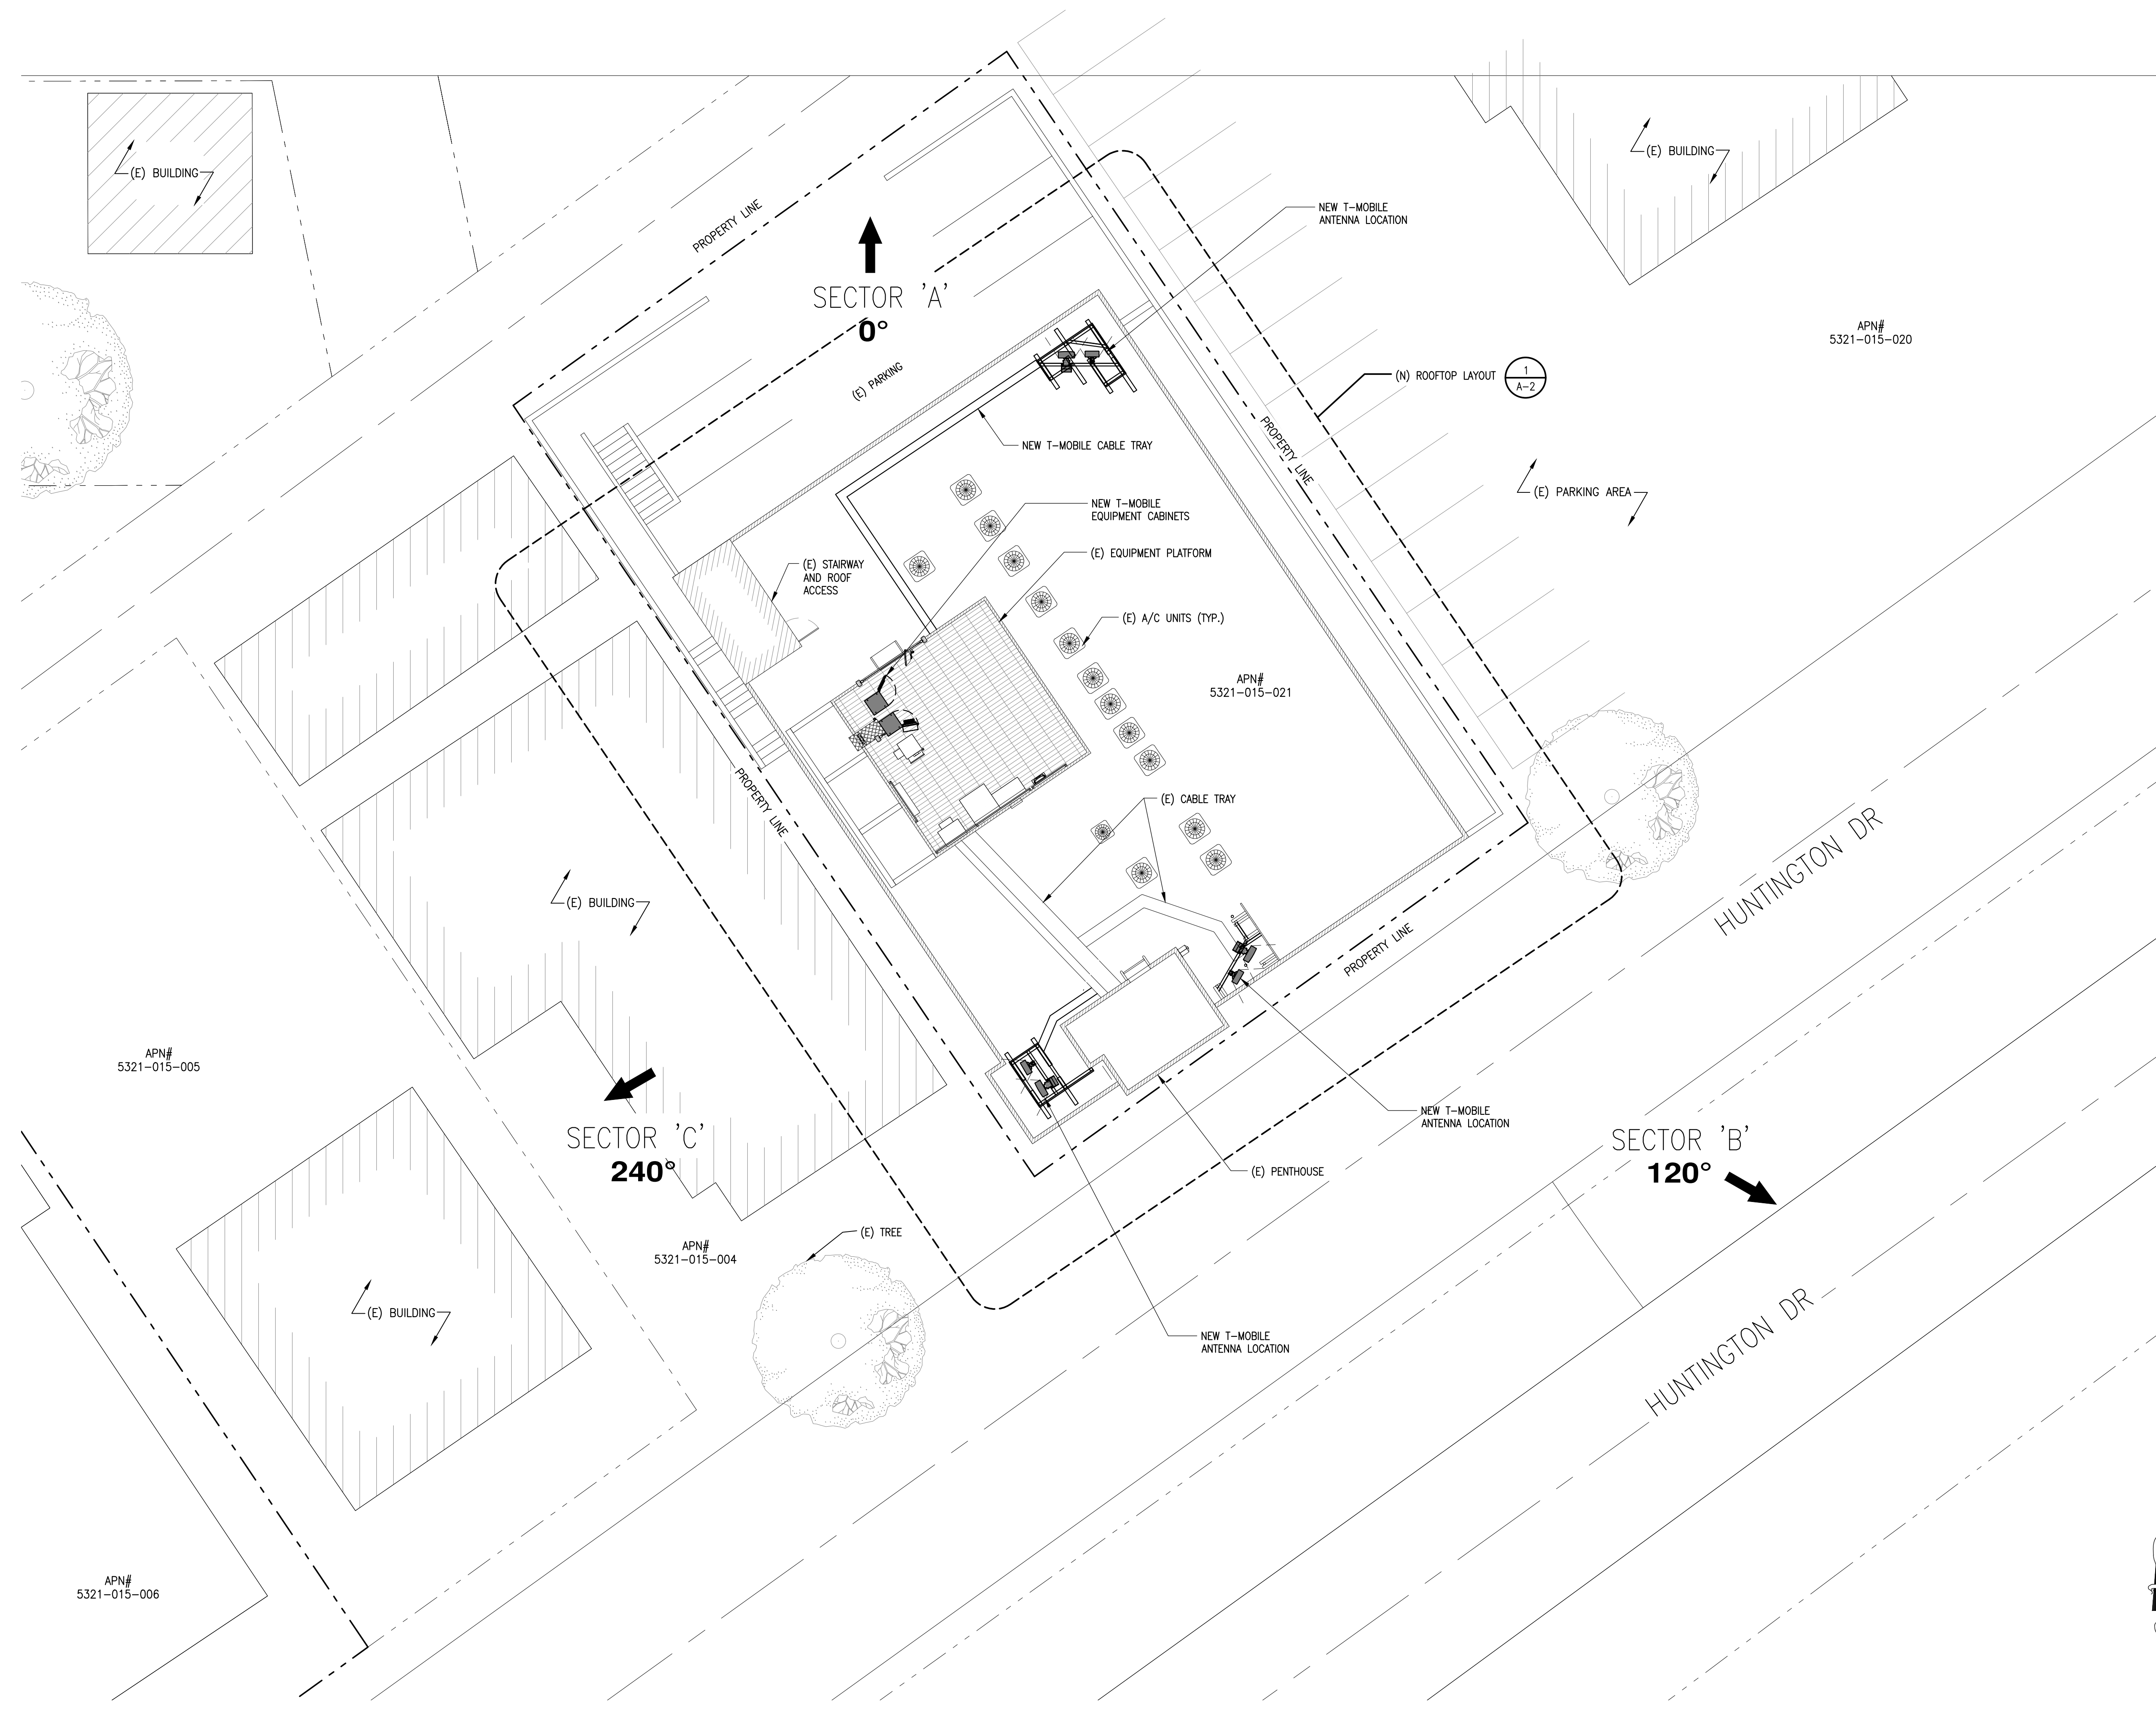 (E) BUILDING
(E) BUILDING
PROPERTY LINE
NEW T-MOBILE
ANTENNA LOCATION
SECTOR 'A'
0°
APN#
5321-015-020
(E) PARKING
(N) ROOFTOP LAYOUT
1
A-2
NEW T-MOBILE CABLE TRAY
PROPERTY LINE
(E) PARKING AREA
NEW T-MOBILE
EQUIPMENT CABINETS
(E) EQUIPMENT PLATFORM
(E) STAIRWAY
AND ROOF
ACCESS
(E) A/C UNITS (TYP.)
APN#
5321-015-021
PROPERTY LINE
(E) CABLE TRAY
HUNTINGTON DR
(E) BUILDING
PROPERTY LINE
APN#
5321-015-005
SECTOR 'C'
240°
NEW T-MOBILE
ANTENNA LOCATION
SECTOR 'B'
120°
(E) PENTHOUSE
(E) TREE
APN#
5321-015-004
(E) BUILDING
NEW T-MOBILE
ANTENNA LOCATION
HUNTINGTON DR
APN#
5321-015-006